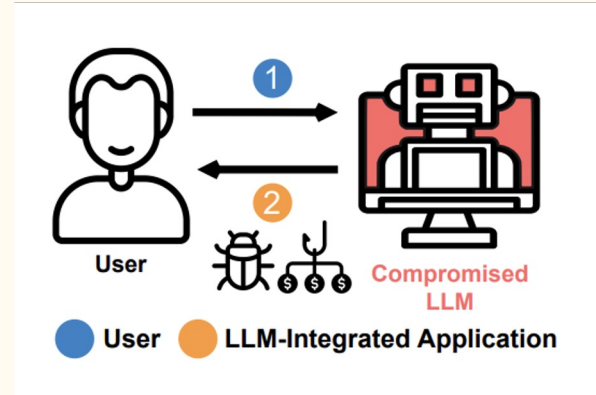 1
2
$ $ $
User
Compromised
LLM
User LLM-Integrated Application